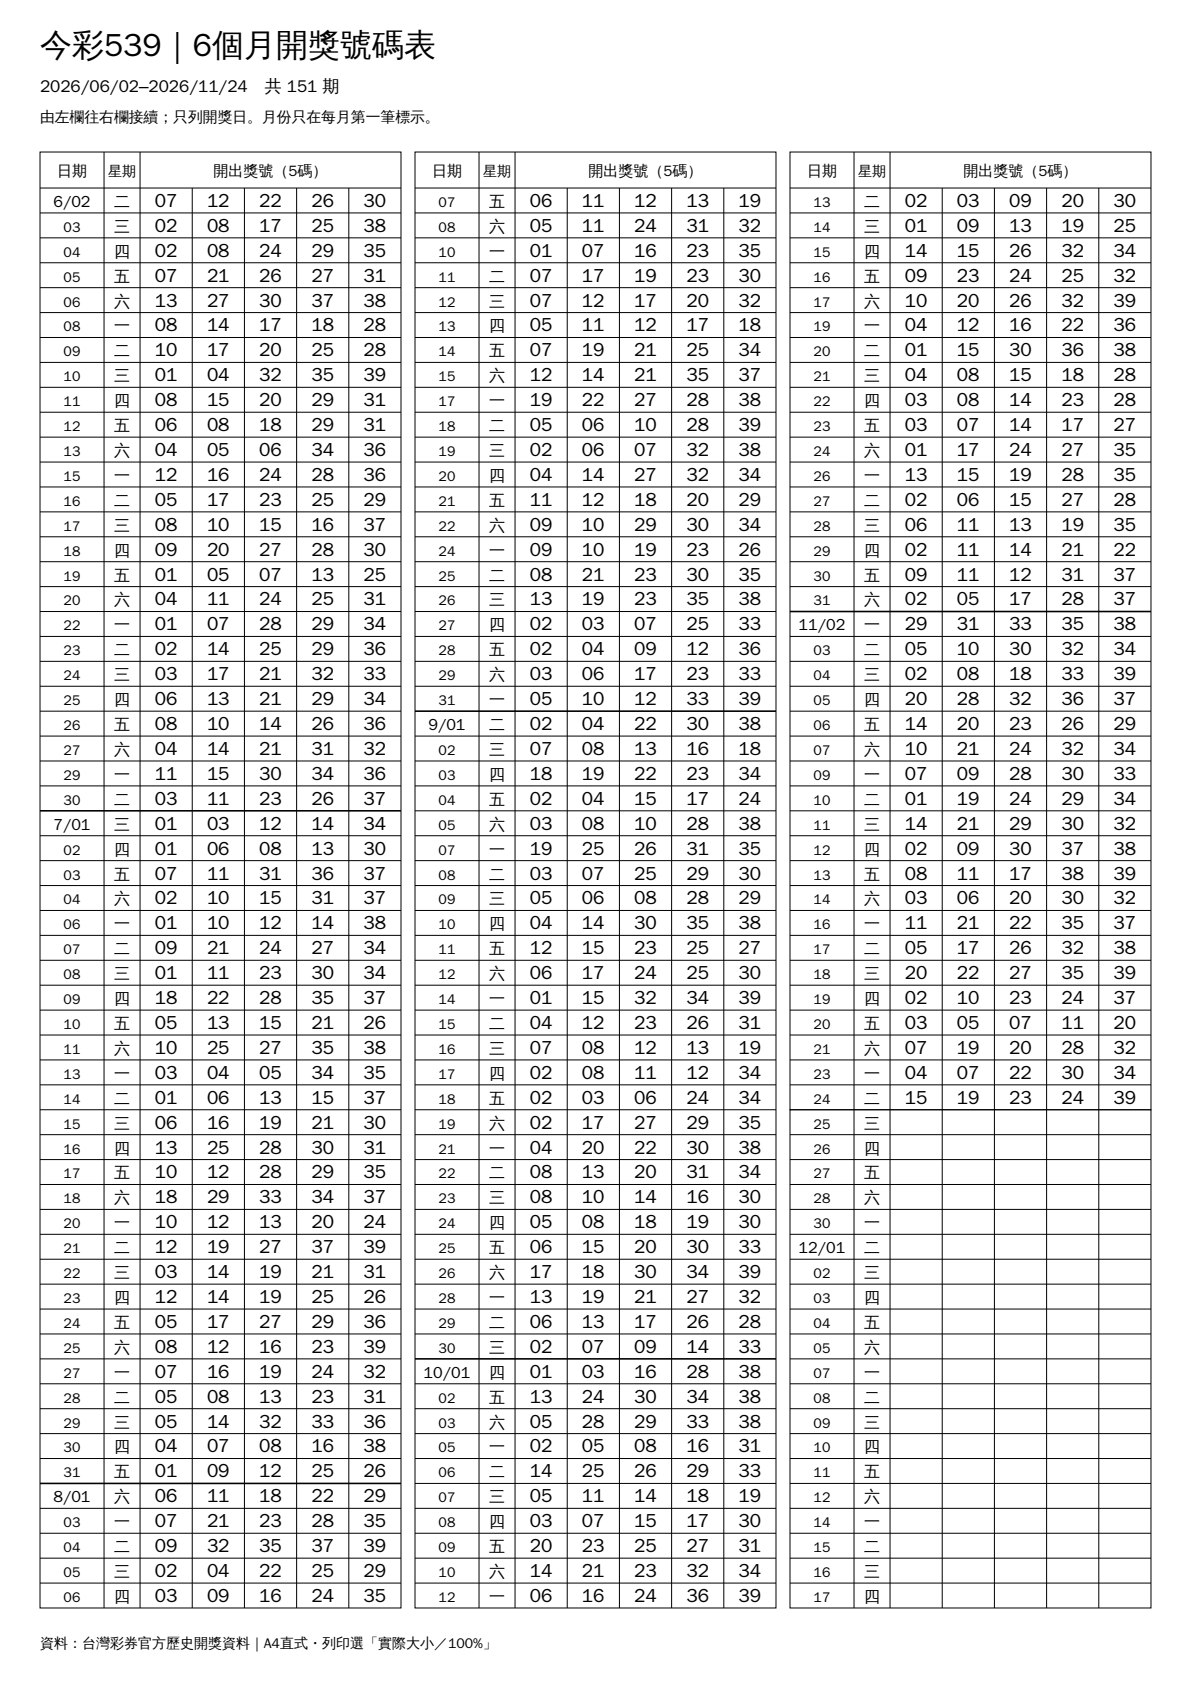 今彩539｜6個月開獎號碼表
2026/06/02–2026/11/24　共 151 期
由左欄往右欄接續；只列開獎日。月份只在每月第一筆標示。
日期 星期 開出獎號（5碼）
6/02 二 07 12 22 26 30
03 三 02 08 17 25 38
04 四 02 08 24 29 35
05 五 07 21 26 27 31
06 六 13 27 30 37 38
08 一 08 14 17 18 28
09 二 10 17 20 25 28
10 三 01 04 32 35 39
11 四 08 15 20 29 31
12 五 06 08 18 29 31
13 六 04 05 06 34 36
15 一 12 16 24 28 36
16 二 05 17 23 25 29
17 三 08 10 15 16 37
18 四 09 20 27 28 30
19 五 01 05 07 13 25
20 六 04 11 24 25 31
22 一 01 07 28 29 34
23 二 02 14 25 29 36
24 三 03 17 21 32 33
25 四 06 13 21 29 34
26 五 08 10 14 26 36
27 六 04 14 21 31 32
29 一 11 15 30 34 36
30 二 03 11 23 26 37
7/01 三 01 03 12 14 34
02 四 01 06 08 13 30
03 五 07 11 31 36 37
04 六 02 10 15 31 37
06 一 01 10 12 14 38
07 二 09 21 24 27 34
08 三 01 11 23 30 34
09 四 18 22 28 35 37
10 五 05 13 15 21 26
11 六 10 25 27 35 38
13 一 03 04 05 34 35
14 二 01 06 13 15 37
15 三 06 16 19 21 30
16 四 13 25 28 30 31
17 五 10 12 28 29 35
18 六 18 29 33 34 37
20 一 10 12 13 20 24
21 二 12 19 27 37 39
22 三 03 14 19 21 31
23 四 12 14 19 25 26
24 五 05 17 27 29 36
25 六 08 12 16 23 39
27 一 07 16 19 24 32
28 二 05 08 13 23 31
29 三 05 14 32 33 36
30 四 04 07 08 16 38
31 五 01 09 12 25 26
8/01 六 06 11 18 22 29
03 一 07 21 23 28 35
04 二 09 32 35 37 39
05 三 02 04 22 25 29
06 四 03 09 16 24 35
日期 星期 開出獎號（5碼）
07 五 06 11 12 13 19
08 六 05 11 24 31 32
10 一 01 07 16 23 35
11 二 07 17 19 23 30
12 三 07 12 17 20 32
13 四 05 11 12 17 18
14 五 07 19 21 25 34
15 六 12 14 21 35 37
17 一 19 22 27 28 38
18 二 05 06 10 28 39
19 三 02 06 07 32 38
20 四 04 14 27 32 34
21 五 11 12 18 20 29
22 六 09 10 29 30 34
24 一 09 10 19 23 26
25 二 08 21 23 30 35
26 三 13 19 23 35 38
27 四 02 03 07 25 33
28 五 02 04 09 12 36
29 六 03 06 17 23 33
31 一 05 10 12 33 39
9/01 二 02 04 22 30 38
02 三 07 08 13 16 18
03 四 18 19 22 23 34
04 五 02 04 15 17 24
05 六 03 08 10 28 38
07 一 19 25 26 31 35
08 二 03 07 25 29 30
09 三 05 06 08 28 29
10 四 04 14 30 35 38
11 五 12 15 23 25 27
12 六 06 17 24 25 30
14 一 01 15 32 34 39
15 二 04 12 23 26 31
16 三 07 08 12 13 19
17 四 02 08 11 12 34
18 五 02 03 06 24 34
19 六 02 17 27 29 35
21 一 04 20 22 30 38
22 二 08 13 20 31 34
23 三 08 10 14 16 30
24 四 05 08 18 19 30
25 五 06 15 20 30 33
26 六 17 18 30 34 39
28 一 13 19 21 27 32
29 二 06 13 17 26 28
30 三 02 07 09 14 33
10/01 四 01 03 16 28 38
02 五 13 24 30 34 38
03 六 05 28 29 33 38
05 一 02 05 08 16 31
06 二 14 25 26 29 33
07 三 05 11 14 18 19
08 四 03 07 15 17 30
09 五 20 23 25 27 31
10 六 14 21 23 32 34
12 一 06 16 24 36 39
日期 星期 開出獎號（5碼）
13 二 02 03 09 20 30
14 三 01 09 13 19 25
15 四 14 15 26 32 34
16 五 09 23 24 25 32
17 六 10 20 26 32 39
19 一 04 12 16 22 36
20 二 01 15 30 36 38
21 三 04 08 15 18 28
22 四 03 08 14 23 28
23 五 03 07 14 17 27
24 六 01 17 24 27 35
26 一 13 15 19 28 35
27 二 02 06 15 27 28
28 三 06 11 13 19 35
29 四 02 11 14 21 22
30 五 09 11 12 31 37
31 六 02 05 17 28 37
11/02 一 29 31 33 35 38
03 二 05 10 30 32 34
04 三 02 08 18 33 39
05 四 20 28 32 36 37
06 五 14 20 23 26 29
07 六 10 21 24 32 34
09 一 07 09 28 30 33
10 二 01 19 24 29 34
11 三 14 21 29 30 32
12 四 02 09 30 37 38
13 五 08 11 17 38 39
14 六 03 06 20 30 32
16 一 11 21 22 35 37
17 二 05 17 26 32 38
18 三 20 22 27 35 39
19 四 02 10 23 24 37
20 五 03 05 07 11 20
21 六 07 19 20 28 32
23 一 04 07 22 30 34
24 二 15 19 23 24 39
25 三
26 四
27 五
28 六
30 一
12/01 二
02 三
03 四
04 五
05 六
07 一
08 二
09 三
10 四
11 五
12 六
14 一
15 二
16 三
17 四
資料：台灣彩券官方歷史開獎資料｜A4直式・列印選「實際大小／100%」